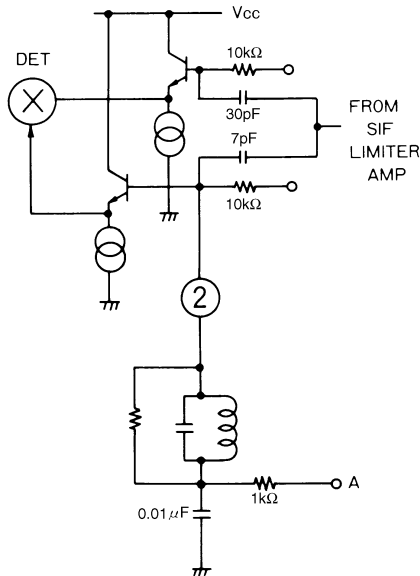 Vcc
DET
10kΩ
30pF
FROM
SIF
LIMITER
AMP
7pF
10kΩ
2
A
1kΩ
0.01μF